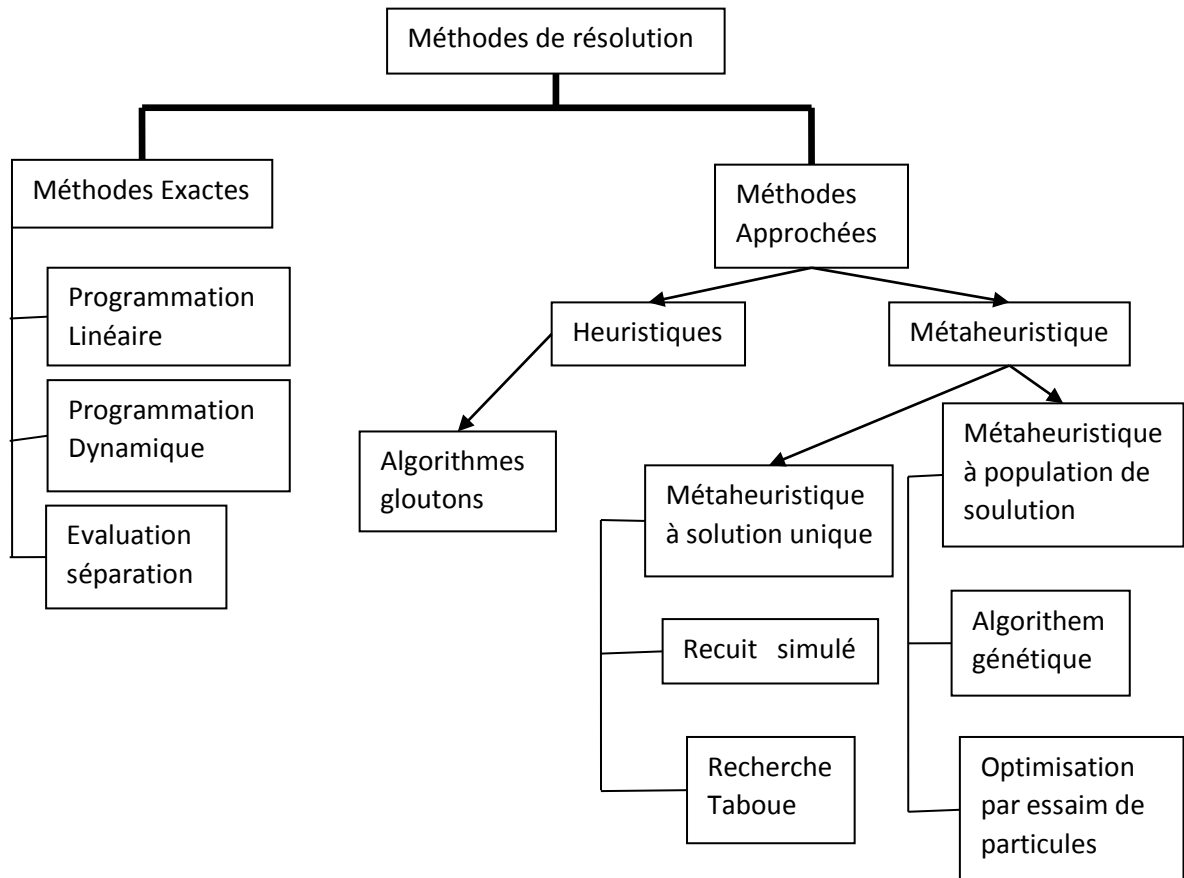 Méthodes de résolution
Méthodes Exactes
Méthodes
Approchées
Programmation
Linéaire
Heuristiques
Métaheuristique
Programmation
Dynamique
Algorithmes
gloutons
Métaheuristique
à solution unique
Métaheuristique
à population de
soulution
Evaluation
séparation
Recuit simulé
Algorithem
génétique
Recherche
Taboue
Optimisation
par essaim de
particules